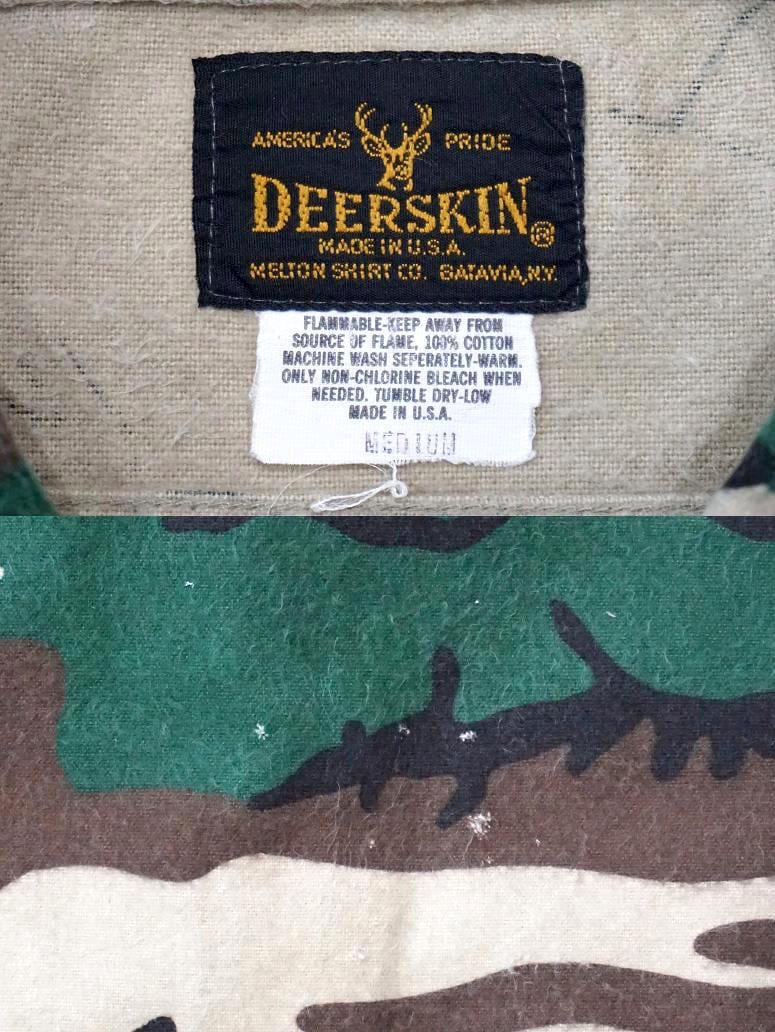 AMERICA'S PRIDE
DEERSKIN®
MADE IN U.S.A.
MELTON SHIRT CO. BATAVIA, N.Y.
FLAMMABLE-KEEP AWAY FROM
SOURCE OF FLAME, 100% COTTON
MACHINE WASH SEPERATELY-WARM.
ONLY NON-CHLORINE BLEACH WHEN
NEEDED. TUMBLE DRY-LOW
MADE IN U.S.A.
MEDIUM